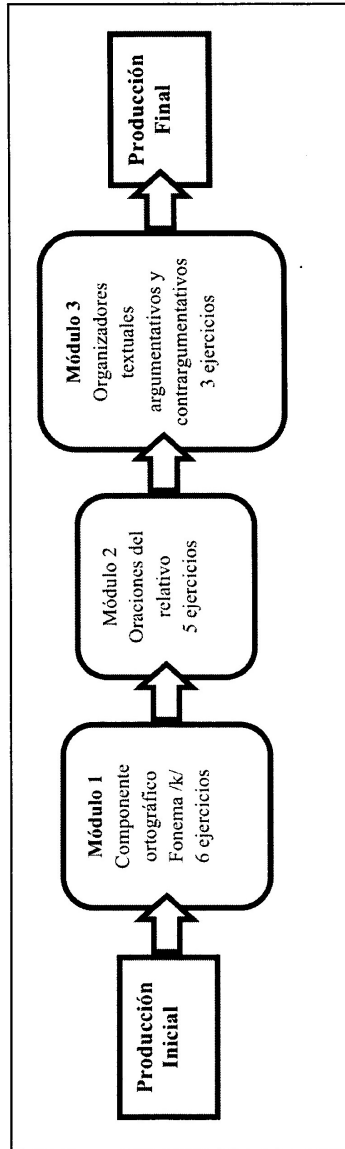 Producción
Inicial
Módulo 1
Componente
ortográfico
Fonema /k/
6 ejercicios
Módulo 2
Oraciones del
relativo
5 ejercicios
Módulo 3
Organizadores
textuales
argumentativos y
contrargumentativos
3 ejercicios
Producción
Final